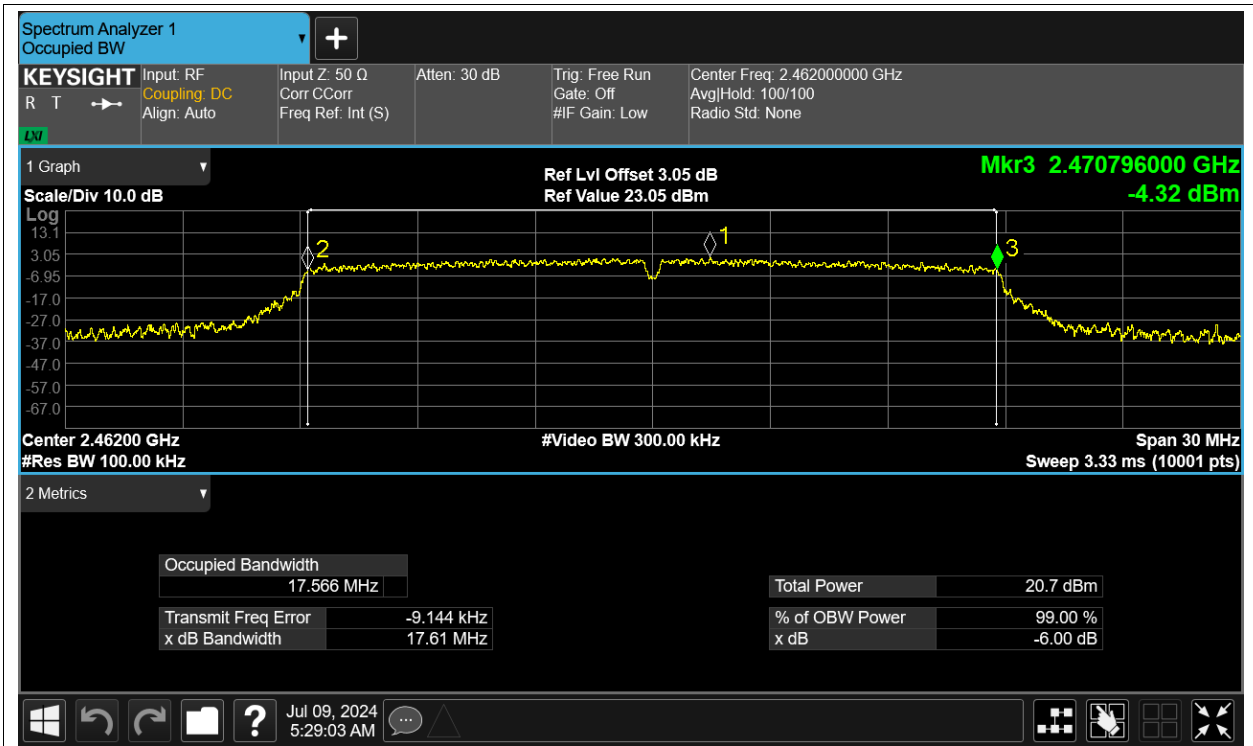 Spectrum Analyzer 1
Occupied BW
KEYSIGHT
R T
LXI
Input: RF
Coupling: DC
Align: Auto
Input Z: 50 Ω
Corr CCorr
Freq Ref: Int (S)
Atten: 30 dB
Trig: Free Run
Gate: Off
#IF Gain: Low
Center Freq: 2.462000000 GHz
Avg|Hold: 100/100
Radio Std: None
1 Graph
Scale/Div 10.0 dB
Ref Lvl Offset 3.05 dB
Ref Value 23.05 dBm
Mkr3 2.470796000 GHz
-4.32 dBm
Log
13.1
3.05
-6.95
-17.0
-27.0
-37.0
-47.0
-57.0
-67.0
2
1
3
Center 2.46200 GHz
#Video BW 300.00 kHz
Span 30 MHz
#Res BW 100.00 kHz
Sweep 3.33 ms (10001 pts)
2 Metrics
Occupied Bandwidth
17.566 MHz
Total Power 20.7 dBm
Transmit Freq Error -9.144 kHz
% of OBW Power 99.00 %
x dB Bandwidth 17.61 MHz
x dB -6.00 dB
?
Jul 09, 2024
5:29:03 AM